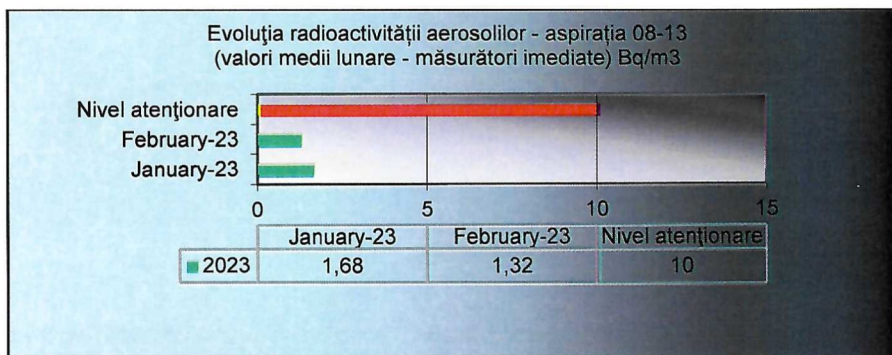 Evoluţia radioactivităţii aerosolilor - aspiraţia 08-13
(valori medii lunare - măsurători imediate) Bq/m3
Nivel atenţionare
February-23
January-23
0 5 10 15
January-23 February-23 Nivel atenţionare
2023 1,68 1,32 10